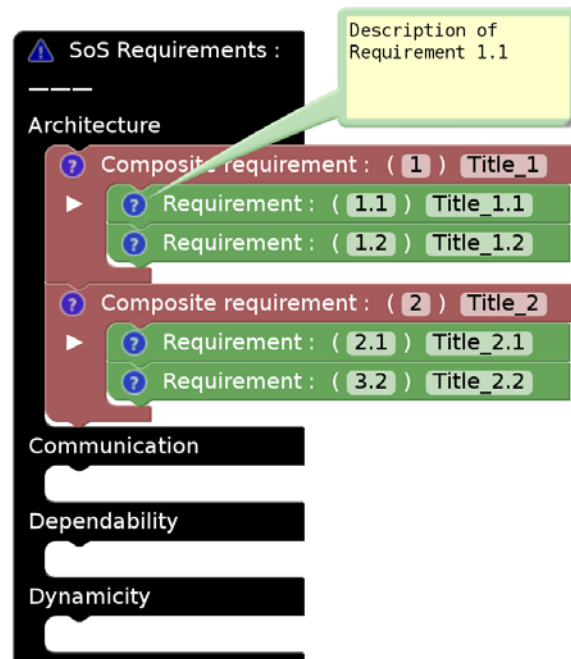 Description of
Requirement 1.1
SoS Requirements :
———
Architecture
? Composite requirement : ( 1 ) Title_1
? Requirement : ( 1.1 ) Title_1.1
? Requirement : ( 1.2 ) Title_1.2
? Composite requirement : ( 2 ) Title_2
? Requirement : ( 2.1 ) Title_2.1
? Requirement : ( 3.2 ) Title_2.2
Communication
Dependability
Dynamicity